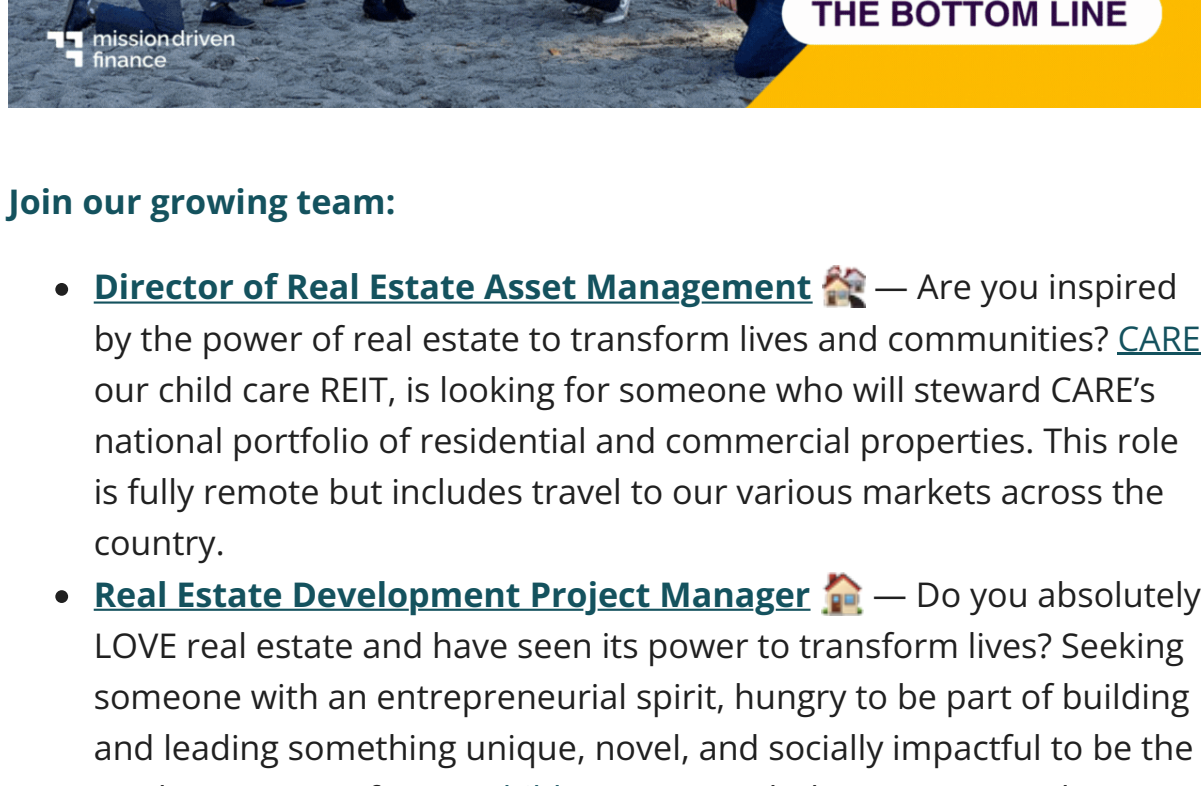 THE BOTTOM LINE
missiondriven
finance
Join our growing team:
• Director of Real Estate Asset Management 🏘️ — Are you inspired
by the power of real estate to transform lives and communities? CARE
our child care REIT, is looking for someone who will steward CARE’s
national portfolio of residential and commercial properties. This role
is fully remote but includes travel to our various markets across the
country.
• Real Estate Development Project Manager 🏠 — Do you absolutely
LOVE real estate and have seen its power to transform lives? Seeking
someone with an entrepreneurial spirit, hungry to be part of building
and leading something unique, novel, and socially impactful to be the